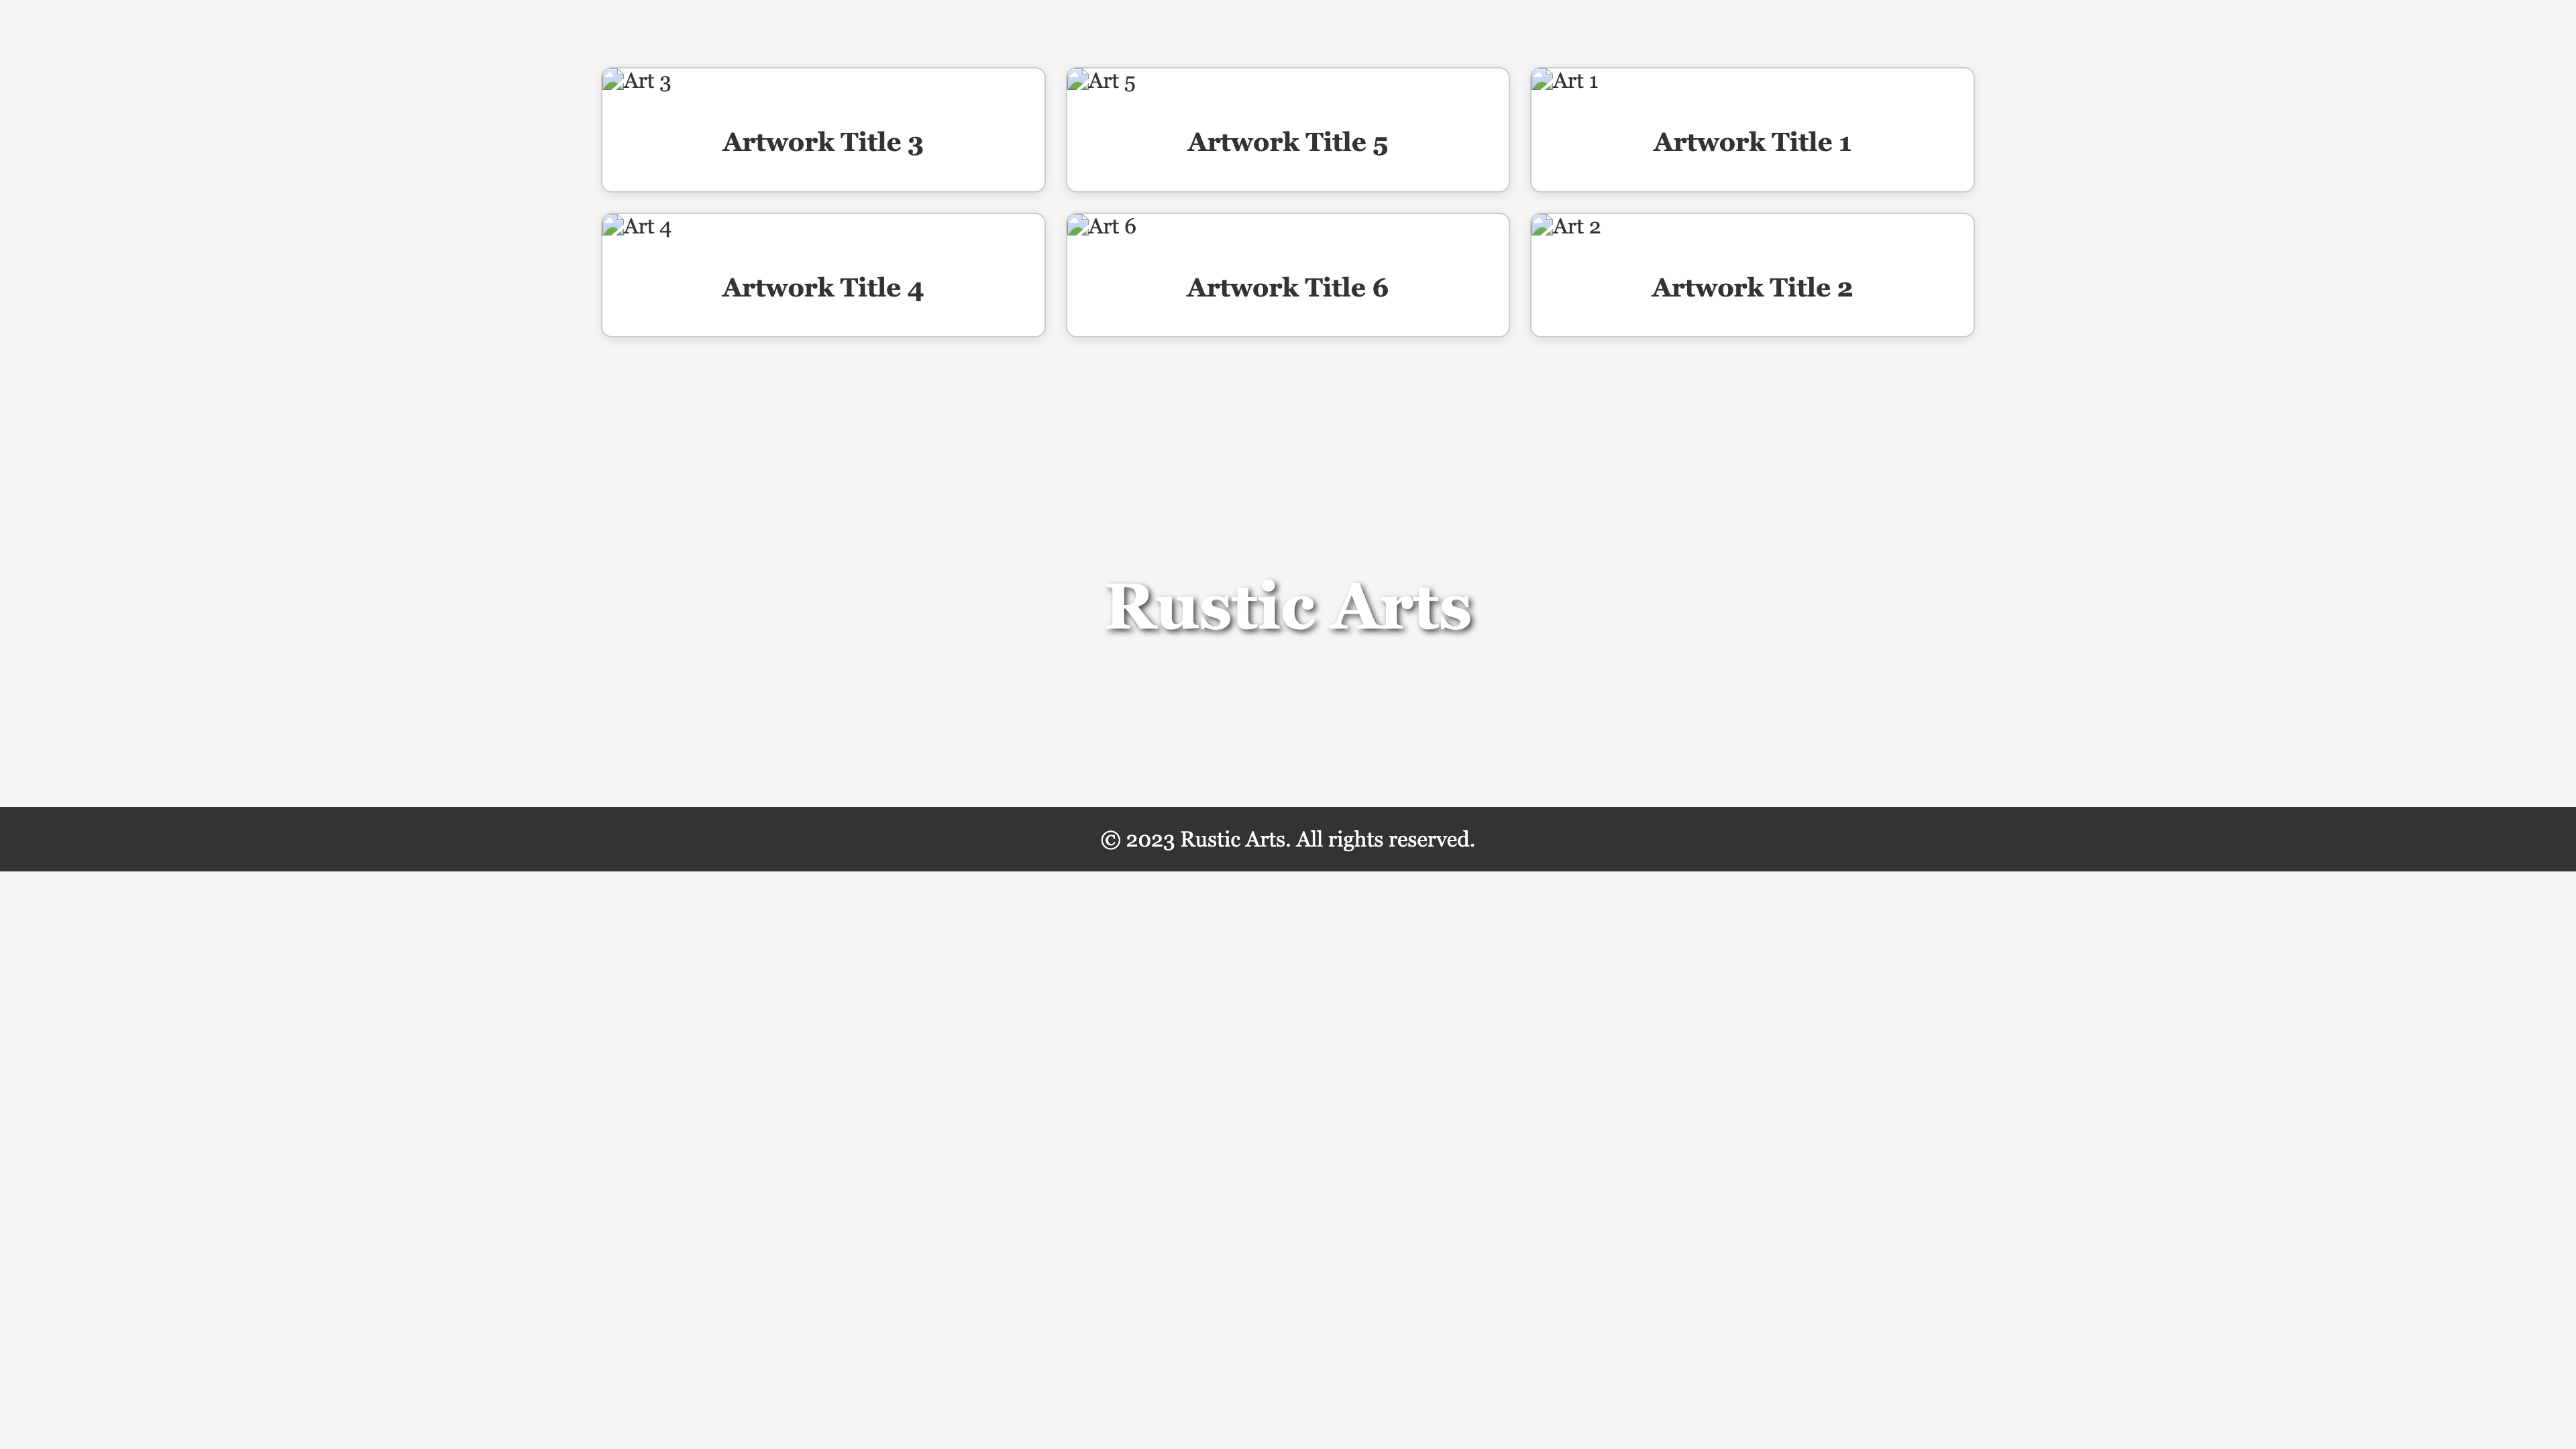 Art 3
Artwork Title 3
Art 5
Artwork Title 5
Art 1
Artwork Title 1
Art 4
Artwork Title 4
Art 6
Artwork Title 6
Art 2
Artwork Title 2
Rustic Arts
© 2023 Rustic Arts. All rights reserved.